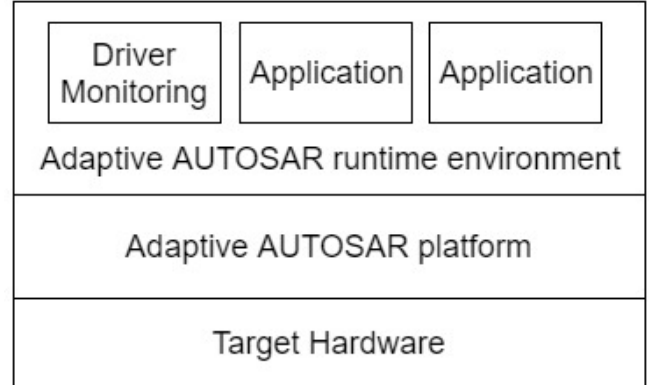 Driver
Monitoring
Application
Application
Adaptive AUTOSAR runtime environment
Adaptive AUTOSAR platform
Target Hardware